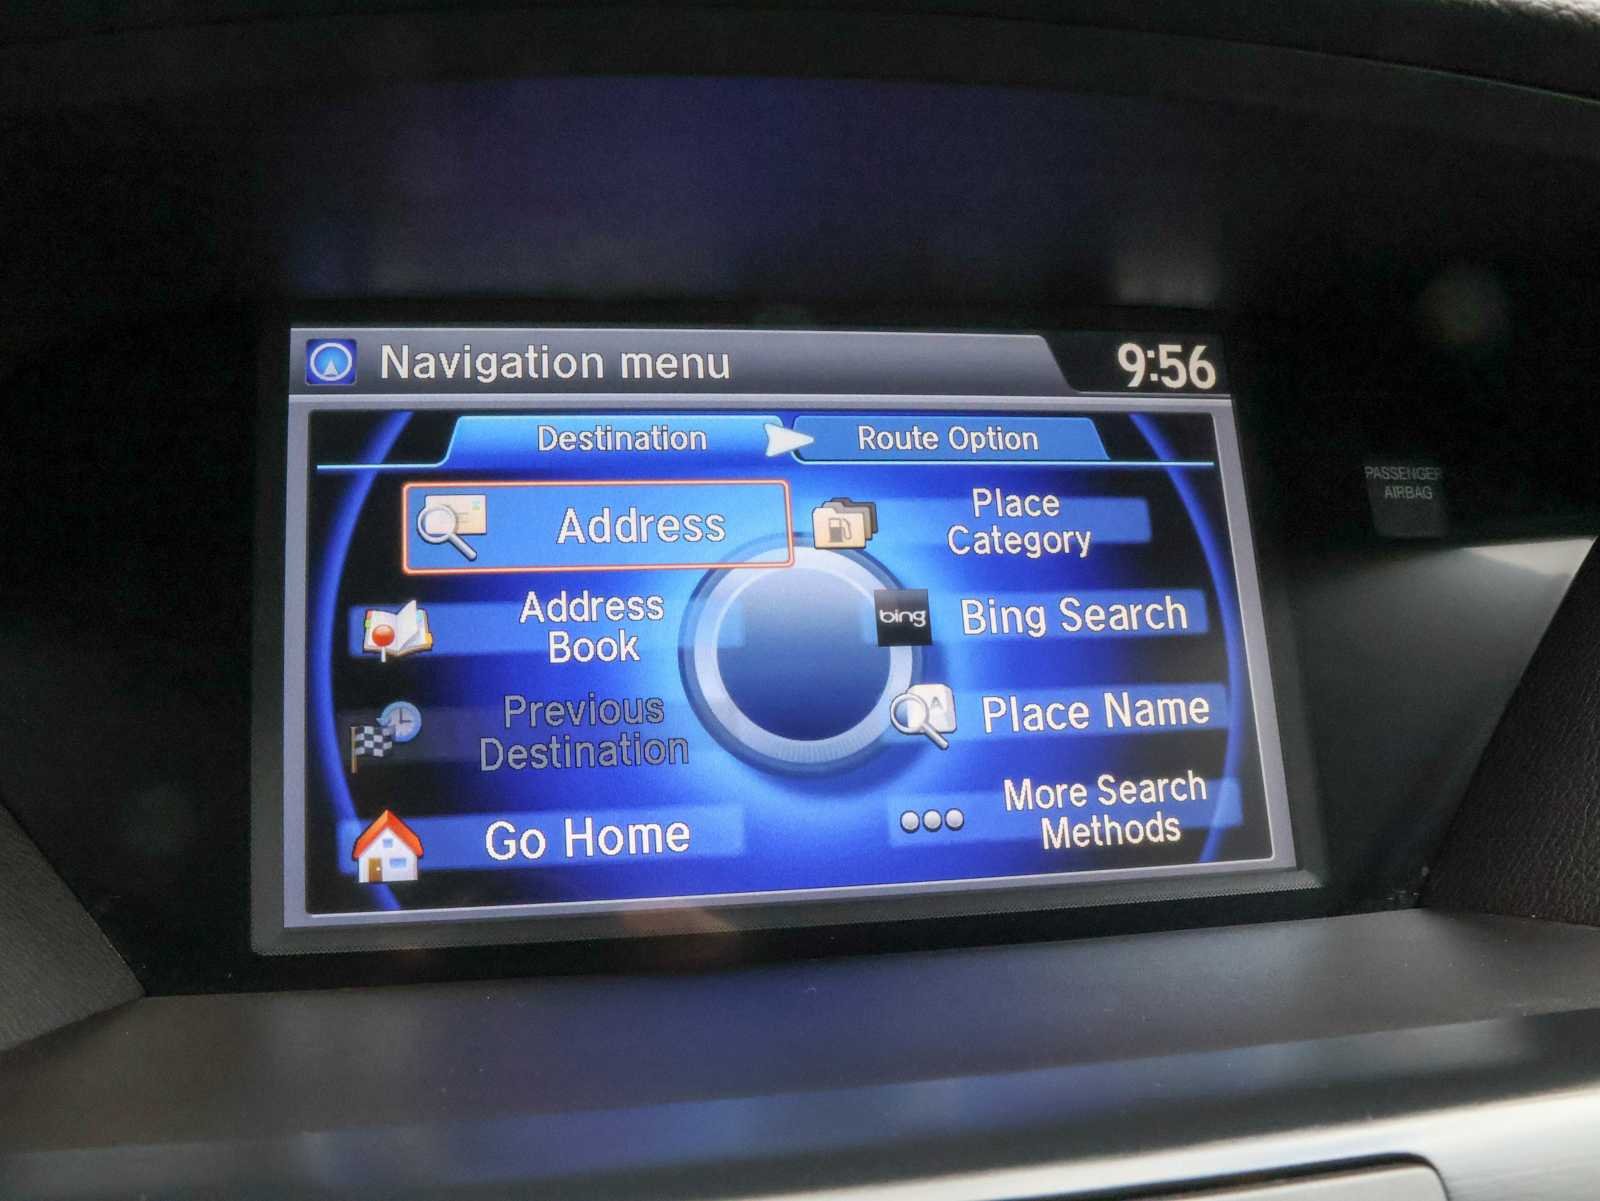 Navigation menu
9:56
Destination
Route Option
Address
Place
Category
Address
Book
bing
Bing Search
Previous
Destination
A
Place Name
Go Home
More Search
Methods
PASSENGER
AIRBAG